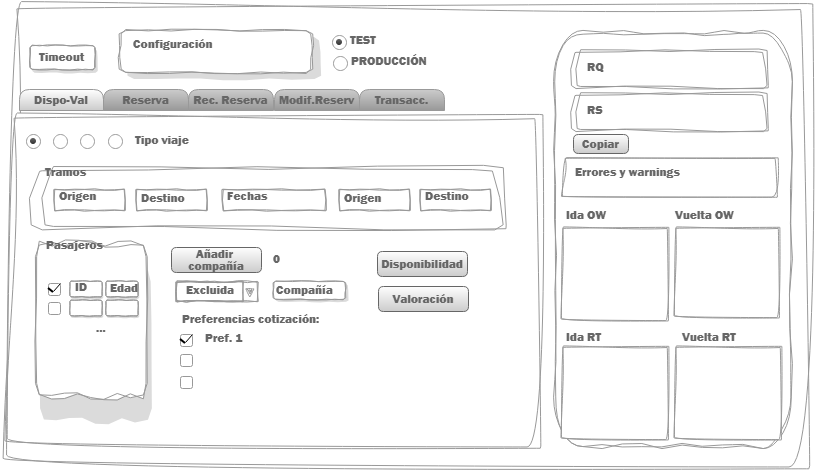 Timeout
Configuración
TEST
PRODUCCIÓN
Dispo-Val
Reserva
Rec. Reserva
Modif.Reserv
Transacc.
Tipo viaje
Tramos
Origen
Destino
Fechas
Origen
Destino
Pasajeros
ID
Edad
...
Añadir
compañía
0
Excluida
Compañía
Disponibilidad
Valoración
Preferencias cotización:
Pref. 1
RQ
RS
Copiar
Errores y warnings
Ida OW
Vuelta OW
Ida RT
Vuelta RT